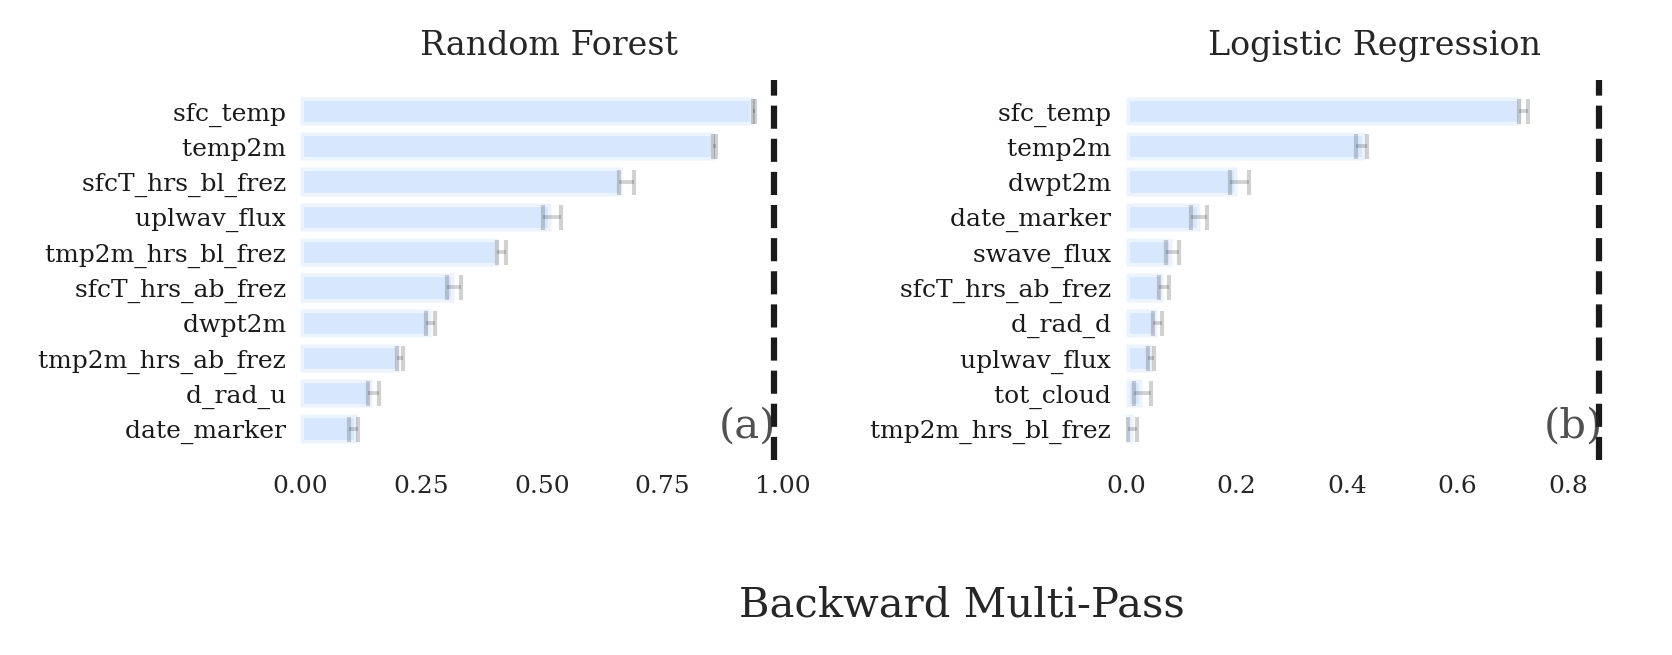 Random Forest
sfc_temp
temp2m
sfcT_hrs_bl_frez
uplwav_flux
tmp2m_hrs_bl_frez
sfcT_hrs_ab_frez
dwpt2m
tmp2m_hrs_ab_frez
d_rad_u
date_marker
(a)
0.00 0.25 0.50 0.75 1.00
Logistic Regression
sfc_temp
temp2m
dwpt2m
date_marker
swave_flux
sfcT_hrs_ab_frez
d_rad_d
uplwav_flux
tot_cloud
tmp2m_hrs_bl_frez
(b)
0.0 0.2 0.4 0.6 0.8
Backward Multi-Pass